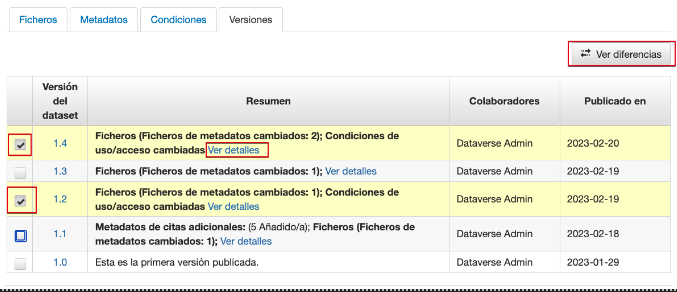 Ficheros Metadatos Condiciones Versiones
Ver diferencias
Versión
del
dataset
Resumen Colaboradores Publicado en
1.4 Ficheros (Ficheros de metadatos cambiados: 2); Condiciones de
uso/acceso cambiadas Ver detalles Dataverse Admin 2023-02-20
1.3 Ficheros (Ficheros de metadatos cambiados: 1); Ver detalles Dataverse Admin 2023-02-19
1.2 Ficheros (Ficheros de metadatos cambiados: 1); Condiciones de
uso/acceso cambiadas Ver detalles Dataverse Admin 2023-02-19
1.1 Metadatos de citas adicionales: (5 Añadido/a); Ficheros (Ficheros de
metadatos cambiados: 1); Ver detalles Dataverse Admin 2023-02-18
1.0 Esta es la primera versión publicada. Dataverse Admin 2023-01-29